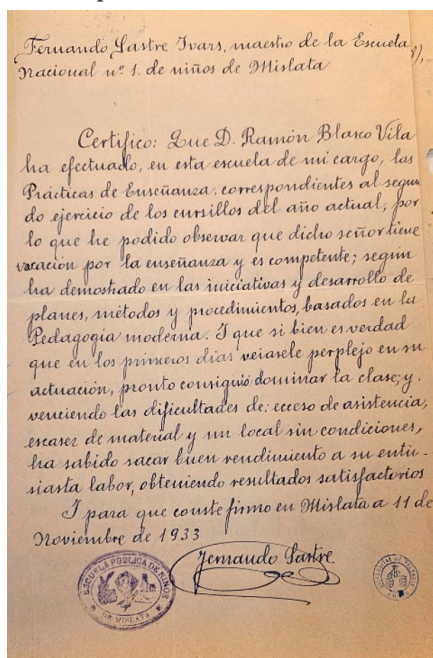 Fernando Sastre Ivars, maestro de la Escuela
Nacional nº 1. de niños de Mislata
Certifico: Que D. Ramón Blasco Vila
ha efectuado, en esta escuela de mi cargo, las
Prácticas de Enseñanza. correspondientes al segun
do ejercicio de los cursillos del año actual; por
lo que he podido observar que dicho señor tiene
vocación por la enseñanza y es competente; según
ha demostrado en las iniciativas y desarrollo de
planes, métodos y procedimientos, basados en la
Pedagogía moderna. Y que si bien es verdad
que en los primeros días veíasele perplejo en su
actuación, pronto consiguió dominar la clase; y.
venciendo las dificultades de: exceso de asistencia,
escasez de material y un local sin condiciones,
ha sabido sacar buen rendimiento a su entu-
siasta labor, obteniendo resultados satisfactorios
Y para que conste firmo en Mislata a 11 de
Noviembre de 1933
Fernando Sastre.
ESCUELA PÚBLICA DE NIÑOS
DE MISLATA